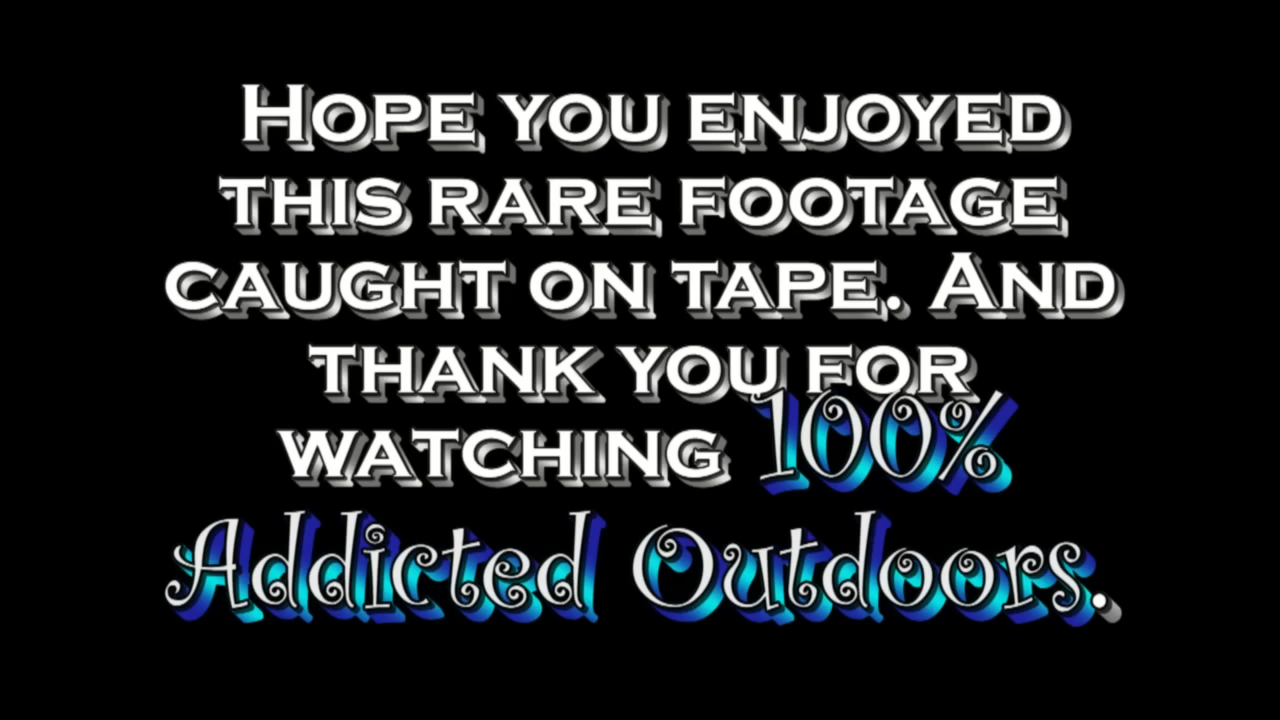 Hope you enjoyed
this rare footage
caught on tape. And
thank you for
watching 100%
Addicted Outdoors.